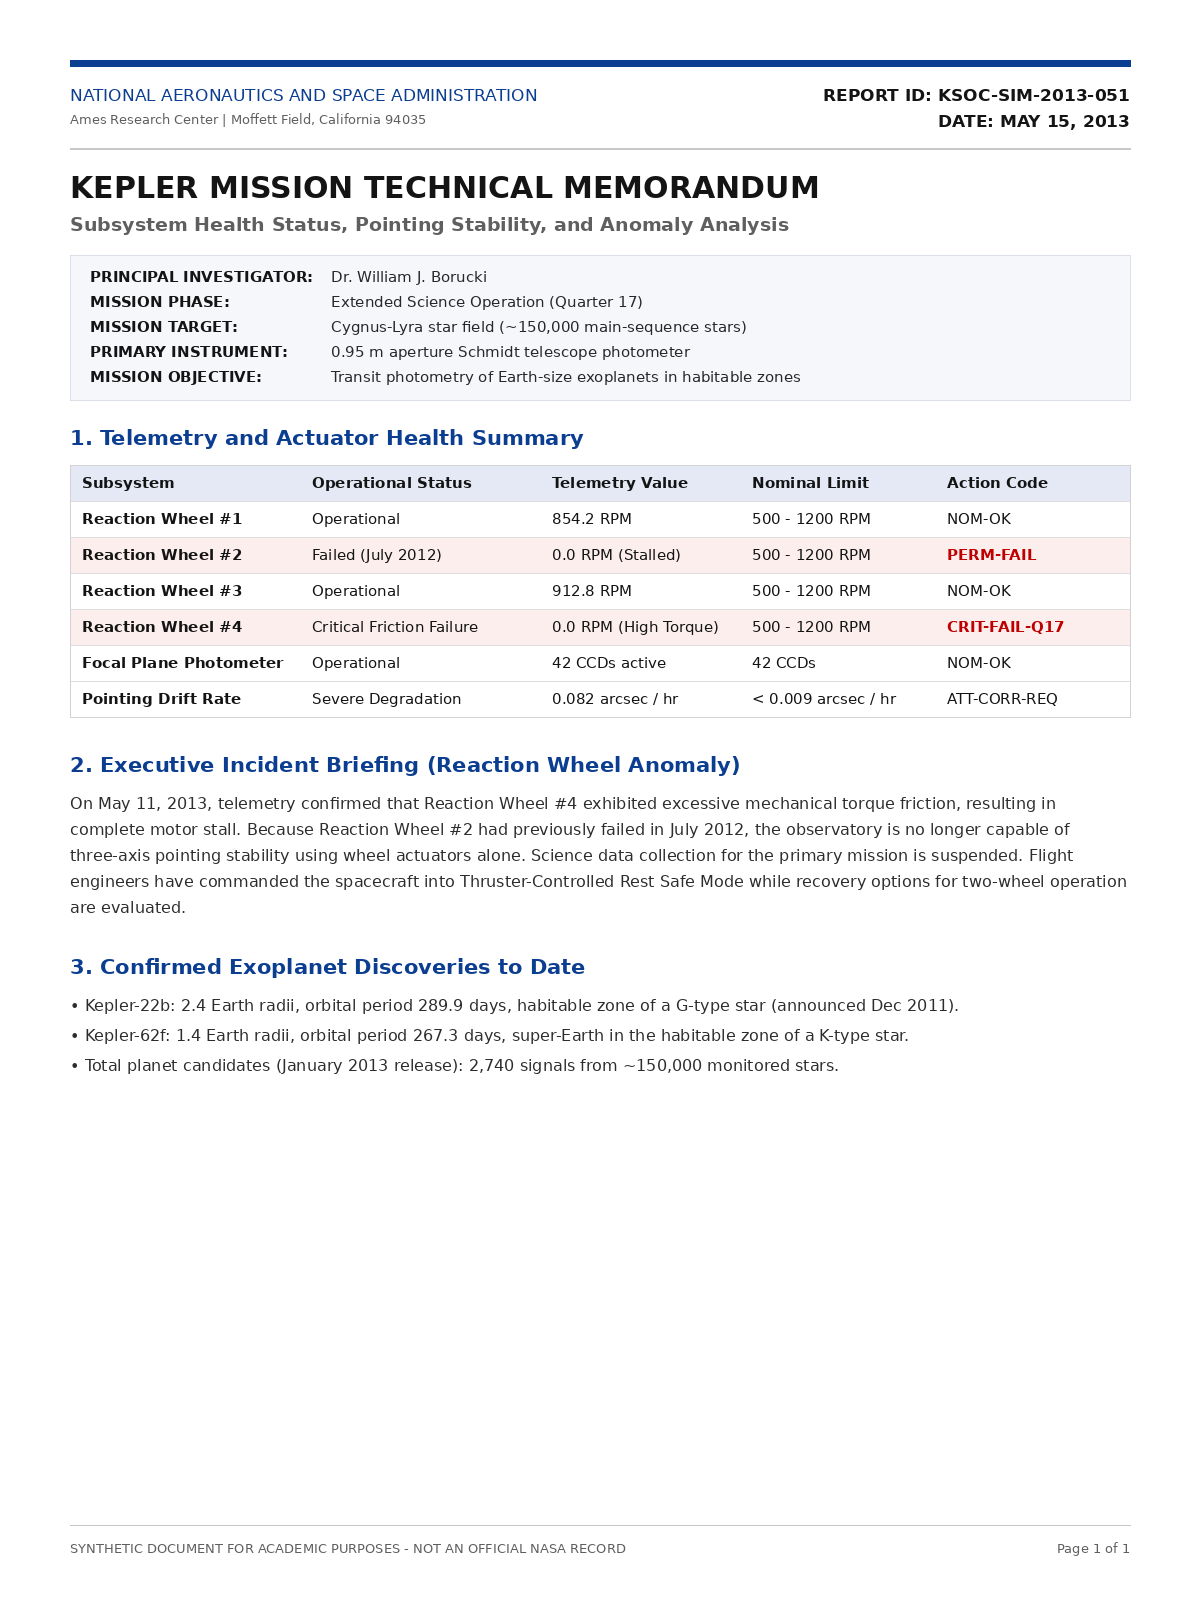 NATIONAL AERONAUTICS AND SPACE ADMINISTRATION
Ames Research Center | Moffett Field, California 94035
REPORT ID: KSOC-SIM-2013-051
DATE: MAY 15, 2013
KEPLER MISSION TECHNICAL MEMORANDUM
Subsystem Health Status, Pointing Stability, and Anomaly Analysis
PRINCIPAL INVESTIGATOR: Dr. William J. Borucki
MISSION PHASE: Extended Science Operation (Quarter 17)
MISSION TARGET: Cygnus-Lyra star field (~150,000 main-sequence stars)
PRIMARY INSTRUMENT: 0.95 m aperture Schmidt telescope photometer
MISSION OBJECTIVE: Transit photometry of Earth-size exoplanets in habitable zones
1. Telemetry and Actuator Health Summary
Subsystem Operational Status Telemetry Value Nominal Limit Action Code
Reaction Wheel #1 Operational 854.2 RPM 500 - 1200 RPM NOM-OK
Reaction Wheel #2 Failed (July 2012) 0.0 RPM (Stalled) 500 - 1200 RPM PERM-FAIL
Reaction Wheel #3 Operational 912.8 RPM 500 - 1200 RPM NOM-OK
Reaction Wheel #4 Critical Friction Failure 0.0 RPM (High Torque) 500 - 1200 RPM CRIT-FAIL-Q17
Focal Plane Photometer Operational 42 CCDs active 42 CCDs NOM-OK
Pointing Drift Rate Severe Degradation 0.082 arcsec / hr < 0.009 arcsec / hr ATT-CORR-REQ
2. Executive Incident Briefing (Reaction Wheel Anomaly)
On May 11, 2013, telemetry confirmed that Reaction Wheel #4 exhibited excessive mechanical torque friction, resulting in
complete motor stall. Because Reaction Wheel #2 had previously failed in July 2012, the observatory is no longer capable of
three-axis pointing stability using wheel actuators alone. Science data collection for the primary mission is suspended. Flight
engineers have commanded the spacecraft into Thruster-Controlled Rest Safe Mode while recovery options for two-wheel operation
are evaluated.
3. Confirmed Exoplanet Discoveries to Date
• Kepler-22b: 2.4 Earth radii, orbital period 289.9 days, habitable zone of a G-type star (announced Dec 2011).
• Kepler-62f: 1.4 Earth radii, orbital period 267.3 days, super-Earth in the habitable zone of a K-type star.
• Total planet candidates (January 2013 release): 2,740 signals from ~150,000 monitored stars.
SYNTHETIC DOCUMENT FOR ACADEMIC PURPOSES - NOT AN OFFICIAL NASA RECORD
Page 1 of 1